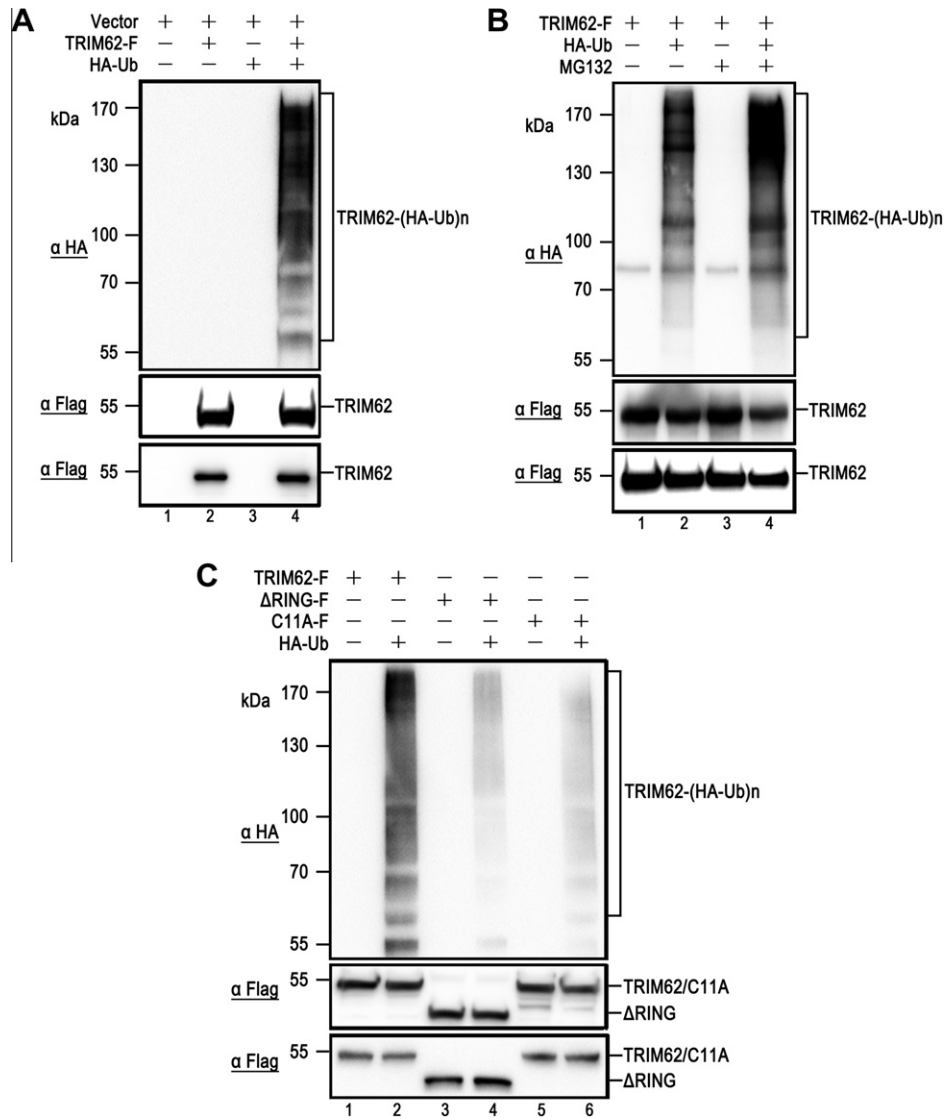 A
Vector + + + +
TRIM62-F – + – +
HA-Ub – – + +
kDa
170
130
100
α HA
70
55
TRIM62-(HA-Ub)n
α Flag 55 TRIM62
α Flag 55 TRIM62
1 2 3 4
B
TRIM62-F + + + +
HA-Ub – + – +
MG132 – – + +
170
kDa
130
100
α HA
70
55
TRIM62-(HA-Ub)n
α Flag 55 TRIM62
α Flag 55 TRIM62
1 2 3 4
C
TRIM62-F + + – – – –
ΔRING-F – – + + – –
C11A-F – – – – + +
HA-Ub – + – + – +
kDa 170
130
100
α HA
70
55
TRIM62-(HA-Ub)n
α Flag 55 TRIM62/C11A
ΔRING
α Flag 55 TRIM62/C11A
ΔRING
1 2 3 4 5 6